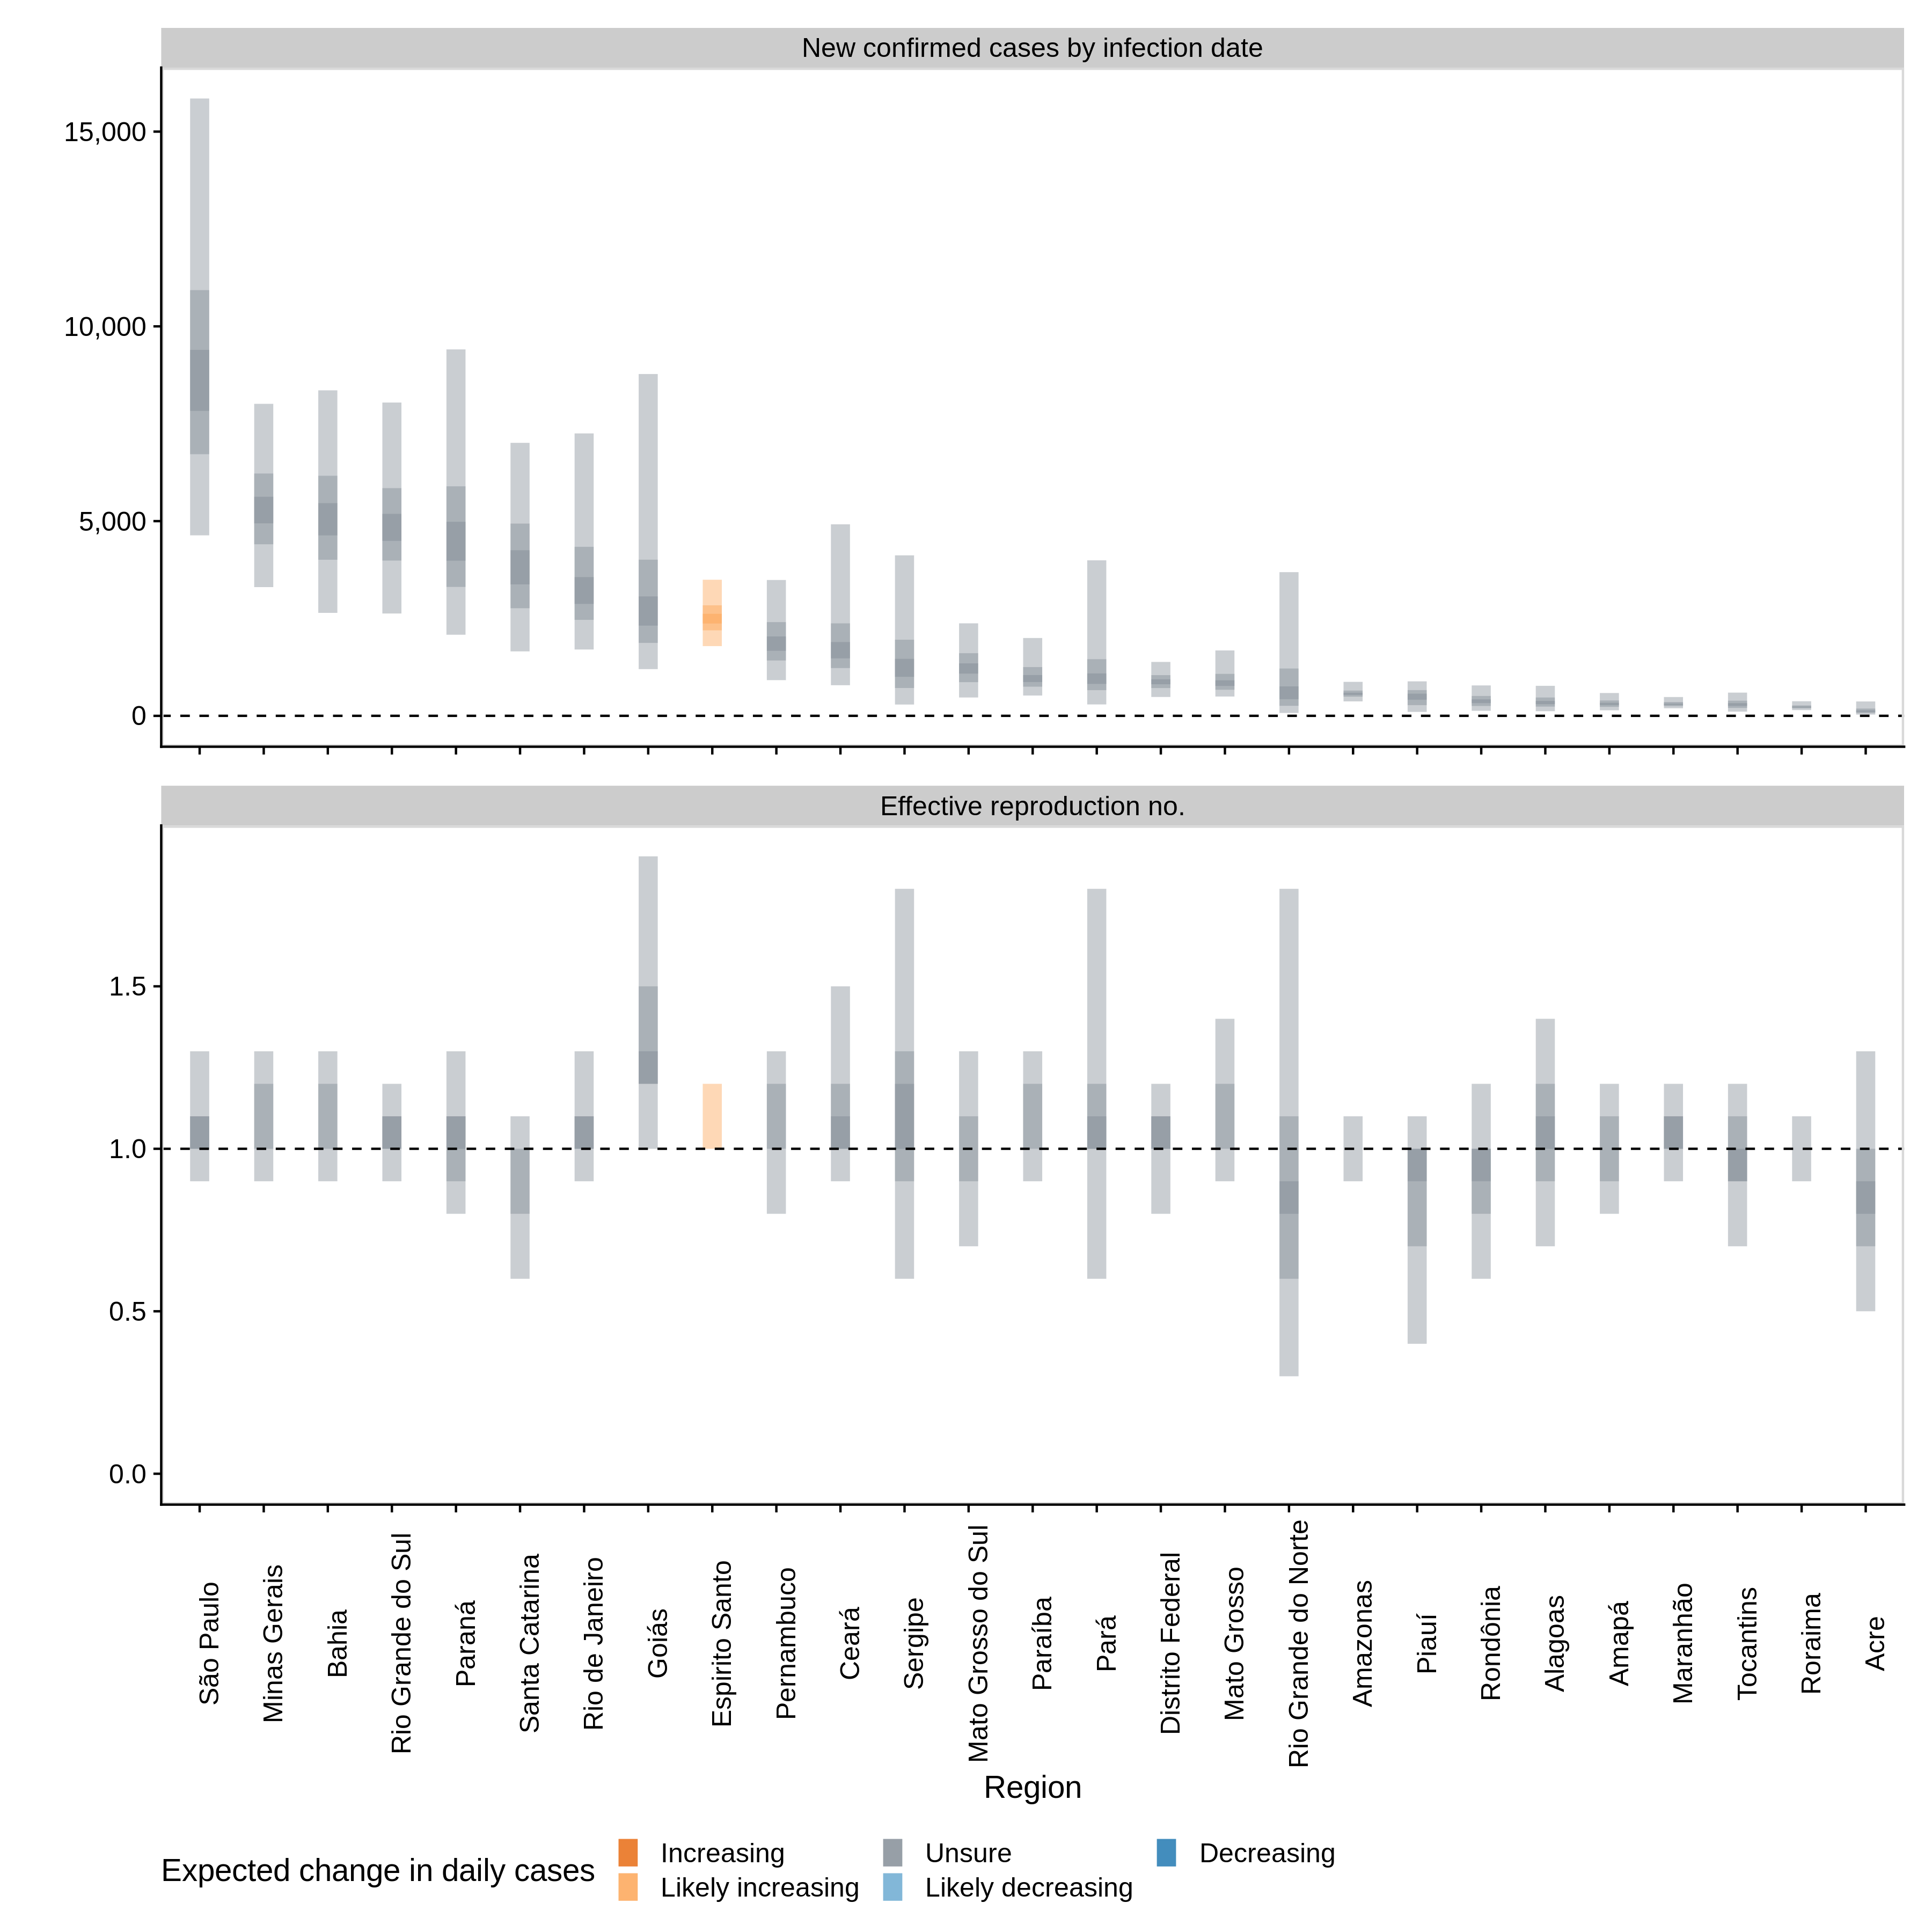 New confirmed cases by infection date
15,000
10,000
5,000
0
Effective reproduction no.
1.5
1.0
0.5
0.0
São Paulo
Minas Gerais
Bahia
Rio Grande do Sul
Paraná
Santa Catarina
Rio de Janeiro
Goiás
Espirito Santo
Pernambuco
Ceará
Sergipe
Mato Grosso do Sul
Paraíba
Pará
Distrito Federal
Mato Grosso
Rio Grande do Norte
Amazonas
Piauí
Rondônia
Alagoas
Amapá
Maranhão
Tocantins
Roraima
Acre
Region
Expected change in daily cases
Increasing
Likely increasing
Unsure
Likely decreasing
Decreasing